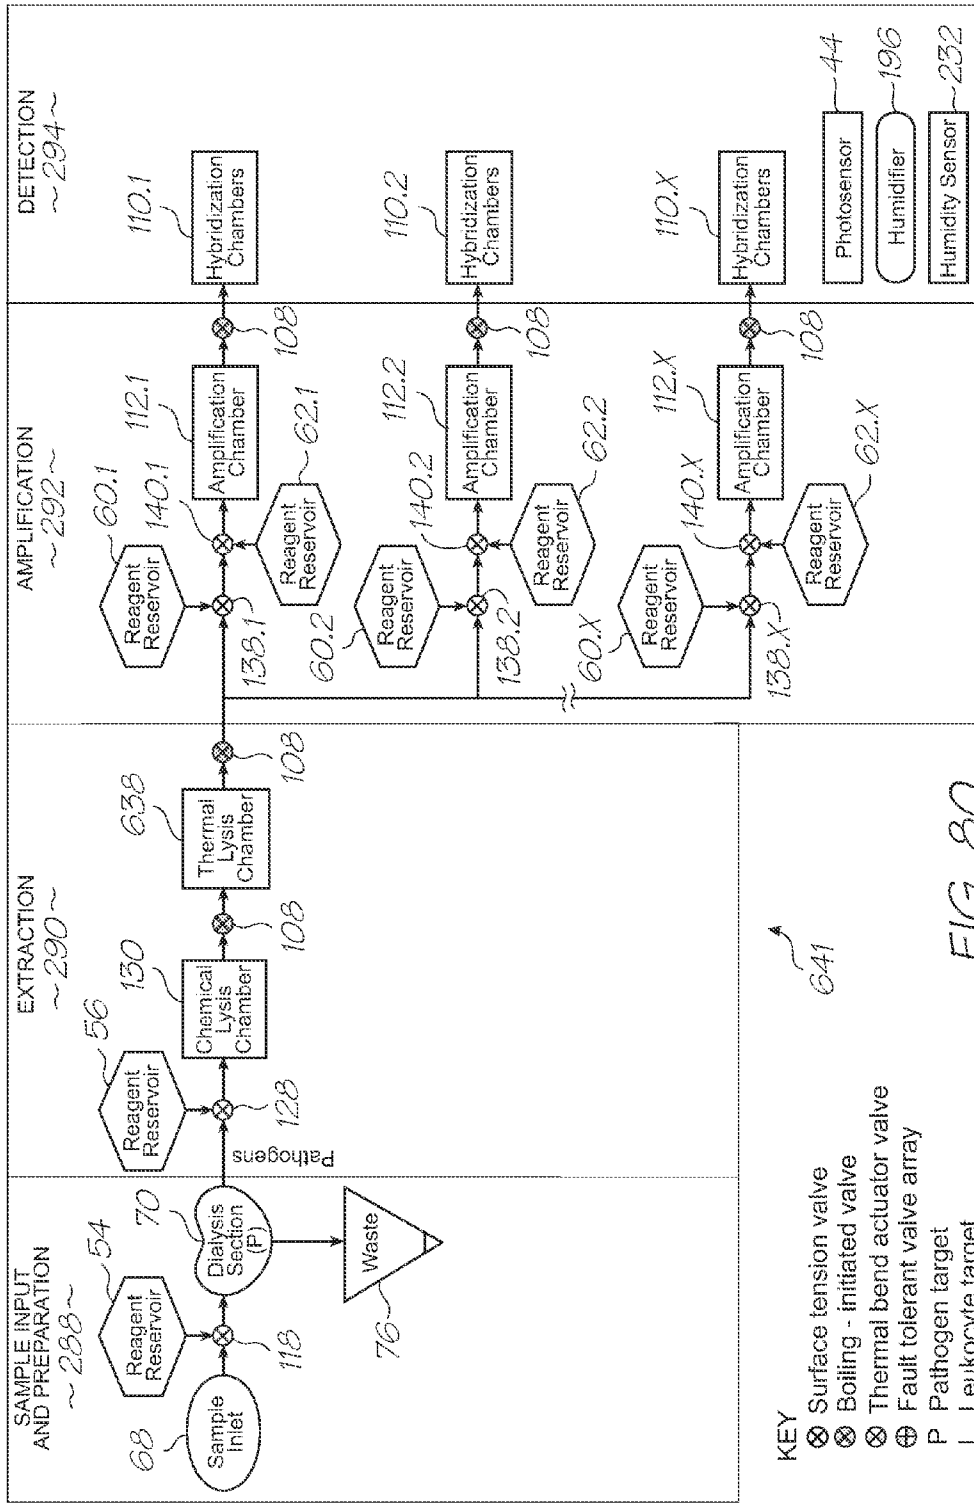 SAMPLE INPUT
AND PREPARATION
~288~
EXTRACTION
~290~
AMPLIFICATION
~292~
DETECTION
~294~
68
Sample
Inlet
54
Reagent
Reservoir
118
70
Dialysis
Section
(P)
76
Waste
Pathogens
56
Reagent
Reservoir
128
130
Chemical
Lysis
Chamber
108
638
Thermal
Lysis
Chamber
108
60.1
Reagent
Reservoir
138.1
140.1
62.1
Reagent
Reservoir
112.1
Amplification
Chamber
108
110.1
Hybridization
Chambers
60.2
Reagent
Reservoir
138.2
140.2
62.2
Reagent
Reservoir
112.2
Amplification
Chamber
108
110.2
Hybridization
Chambers
60.X
Reagent
Reservoir
138.X
140.X
62.X
Reagent
Reservoir
112.X
Amplification
Chamber
108
110.X
Hybridization
Chambers
Photosensor
44
Humidifier
196
Humidity Sensor
232
641
KEY
Surface tension valve
Boiling - initiated valve
Thermal bend actuator valve
Fault tolerant valve array
P Pathogen target
L Leukocyte target
FIG. 80